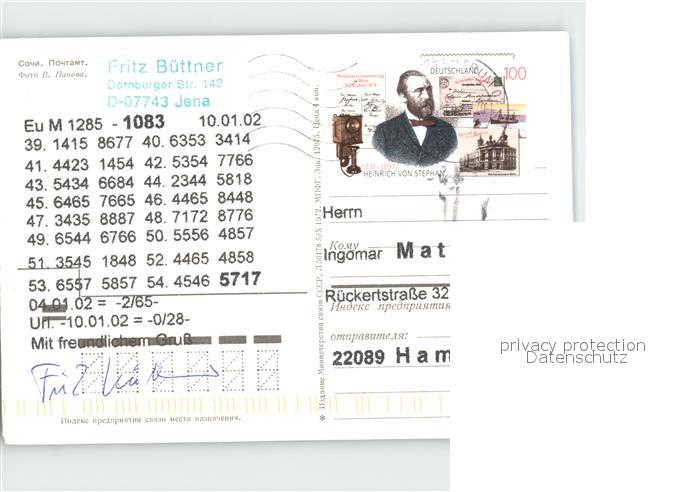 Сочи. Почтамт.
Фото В. Панова.
Fritz Büttner
Dornburger Str. 142
D-07743 Jena
Eu M 1285 - 1083 10.01.02
39. 1415 8677 40. 6353 3414
41. 4423 1454 42. 5354 7766
43. 5434 6684 44. 2344 5818
45. 6465 7665 46. 4465 8448
47. 3435 8887 48. 7172 8776
49. 6544 6766 50. 5556 4857
51. 3545 1848 52. 4465 4858
53. 6557 5857 54. 4546 5717
04.01.02 = -2/65-
Url. -10.01.02 = -0/28-
Mit freundlichem Gruß
Индекс предприятия связи места назначения.
DEUTSCHLAND 100
1831-1897
HEINRICH VON STEPHAN
Herrn
Кому
Ingomar Mat
Rückertstraße 32
Индекс предприятия
отправителя:
22089 Ham
privacy protection
Datenschutz